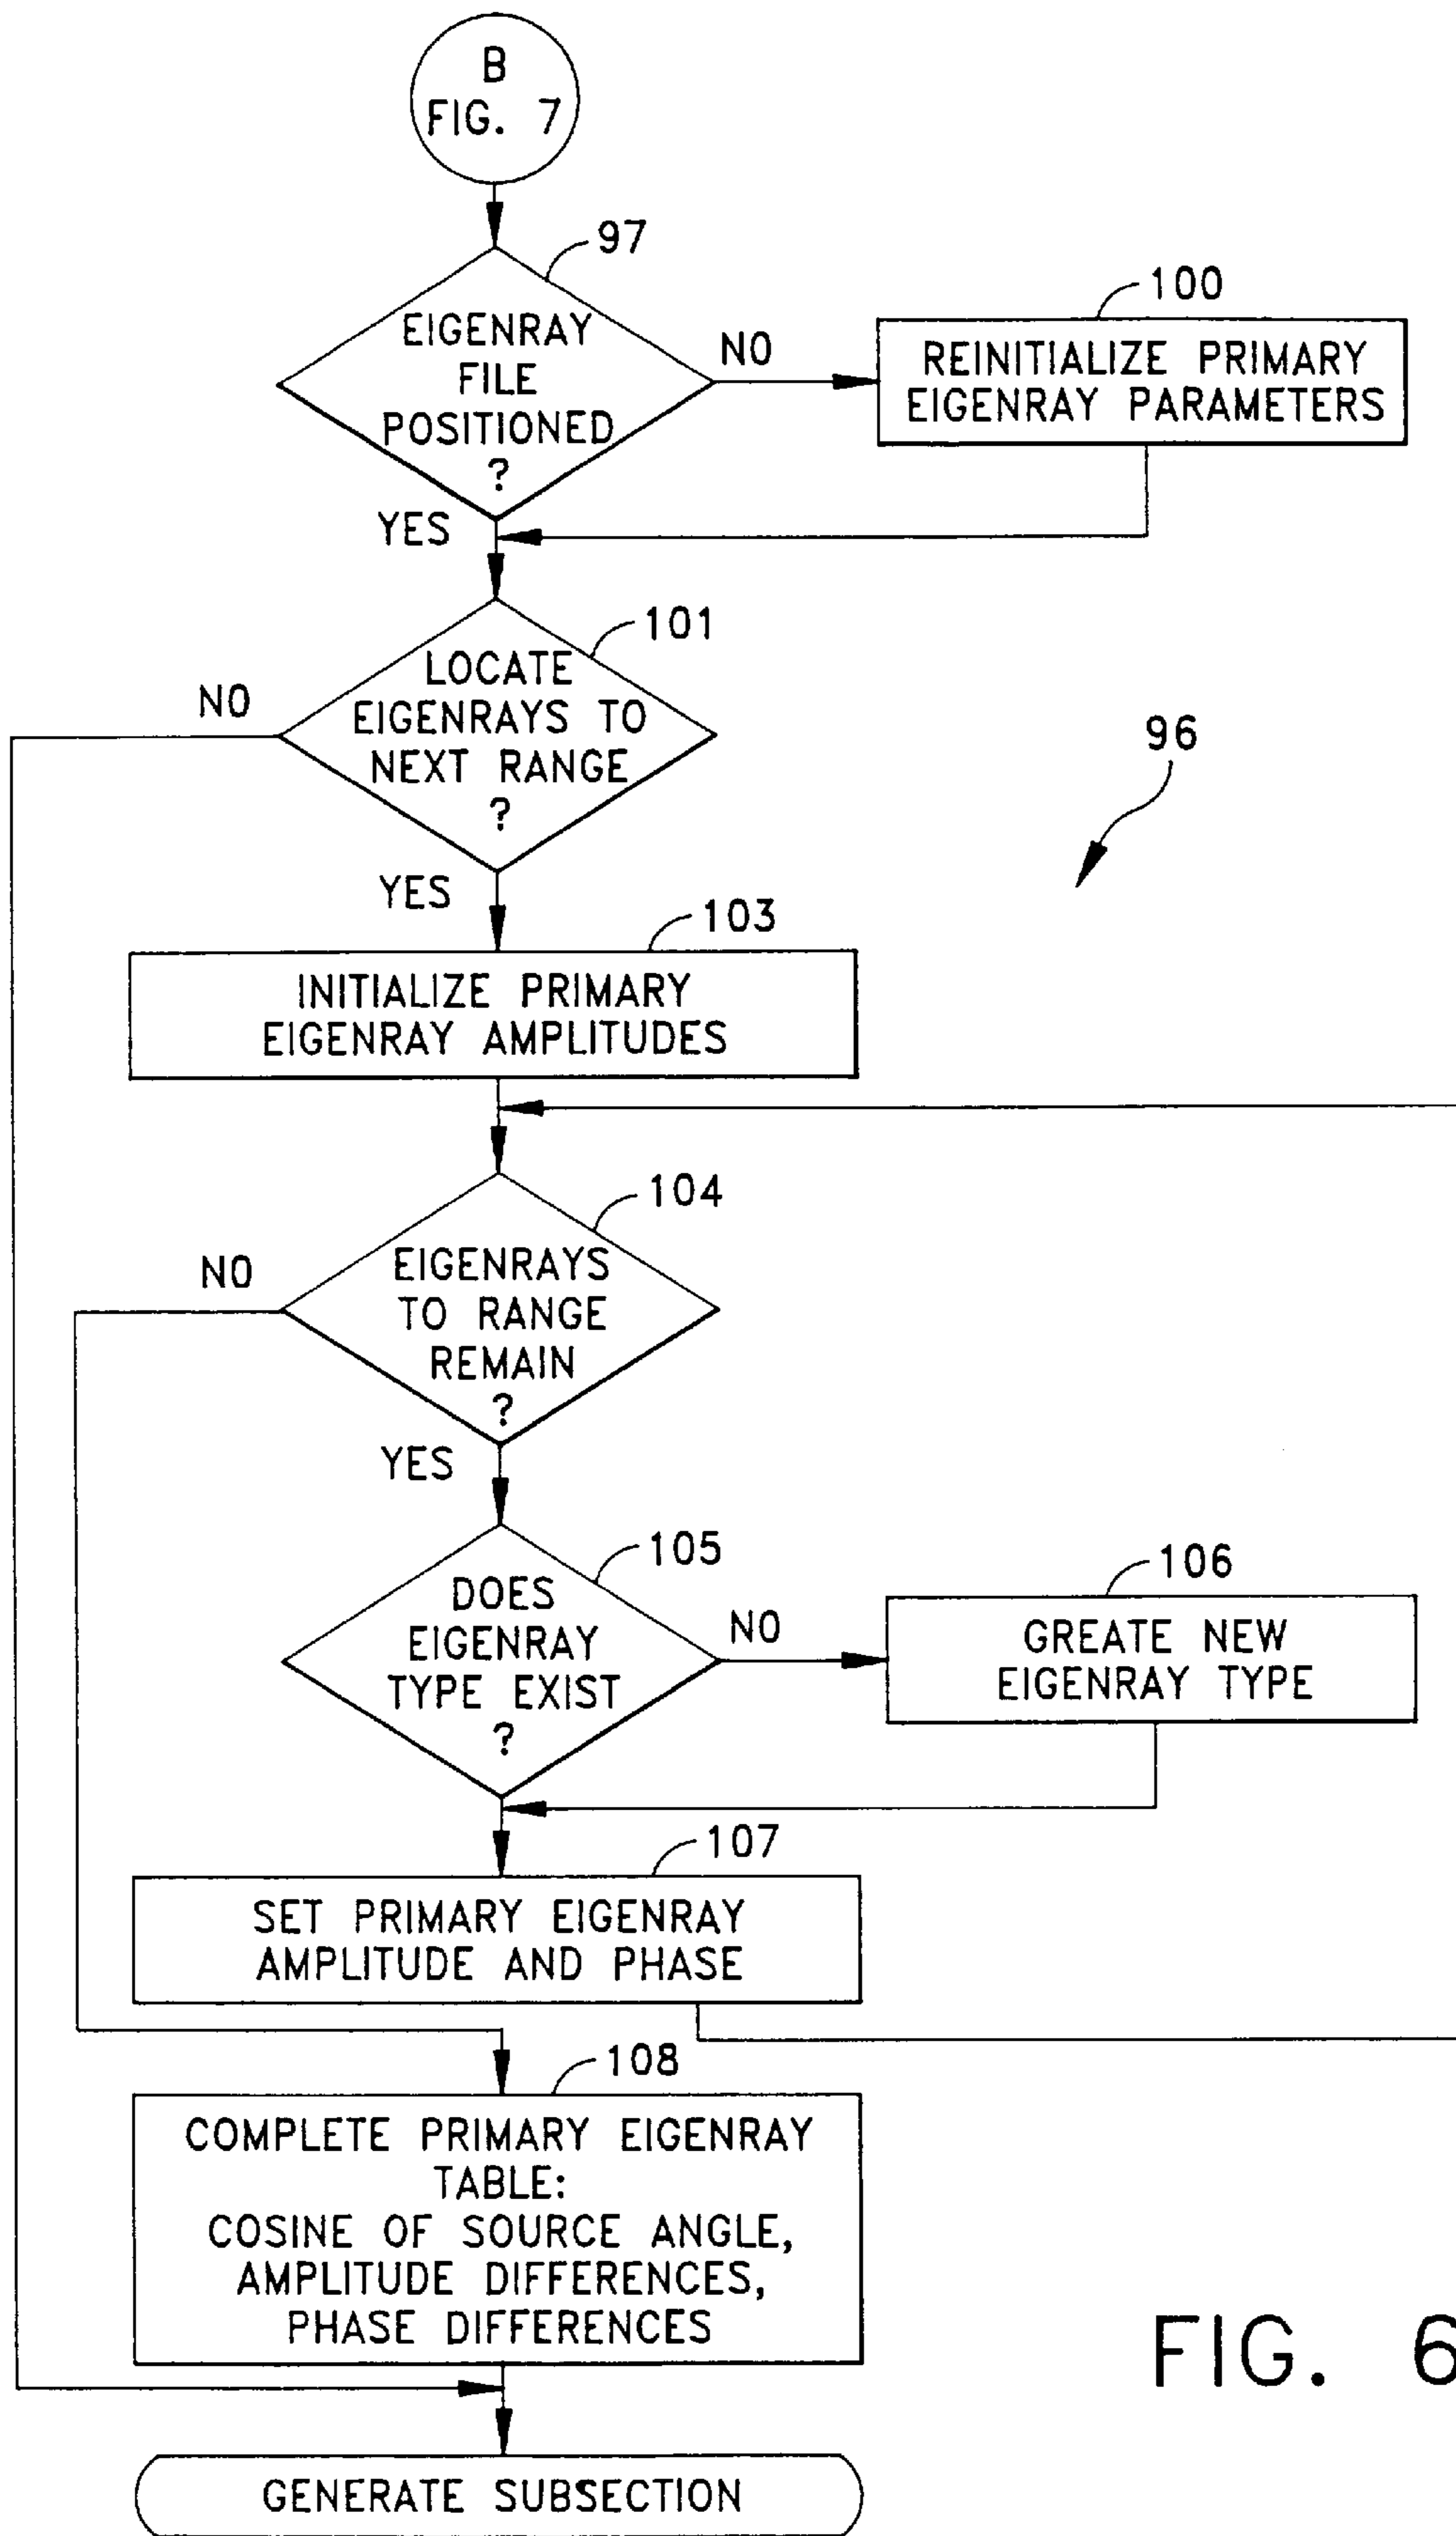 B
FIG. 7
97
EIGENRAY
FILE
POSITIONED
?
NO
100
REINITIALIZE PRIMARY
EIGENRAY PARAMETERS
YES
101
LOCATE
EIGENRAYS TO
NEXT RANGE
?
NO
96
YES
103
INITIALIZE PRIMARY
EIGENRAY AMPLITUDES
104
EIGENRAYS
TO RANGE
REMAIN
?
NO
YES
105
DOES
EIGENRAY
TYPE EXIST
?
NO
106
GREATE NEW
EIGENRAY TYPE
107
SET PRIMARY EIGENRAY
AMPLITUDE AND PHASE
108
COMPLETE PRIMARY EIGENRAY
TABLE:
COSINE OF SOURCE ANGLE,
AMPLITUDE DIFFERENCES,
PHASE DIFFERENCES
FIG. 6
GENERATE SUBSECTION